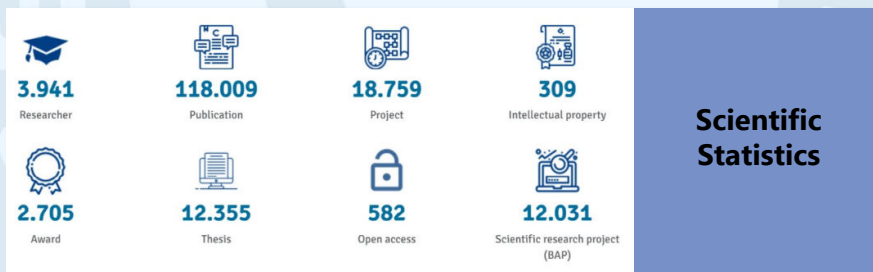 3.941
Researcher
118.009
Publication
18.759
Project
309
Intellectual property
2.705
Award
12.355
Thesis
582
Open access
12.031
Scientific research project
(BAP)
Scientific
Statistics